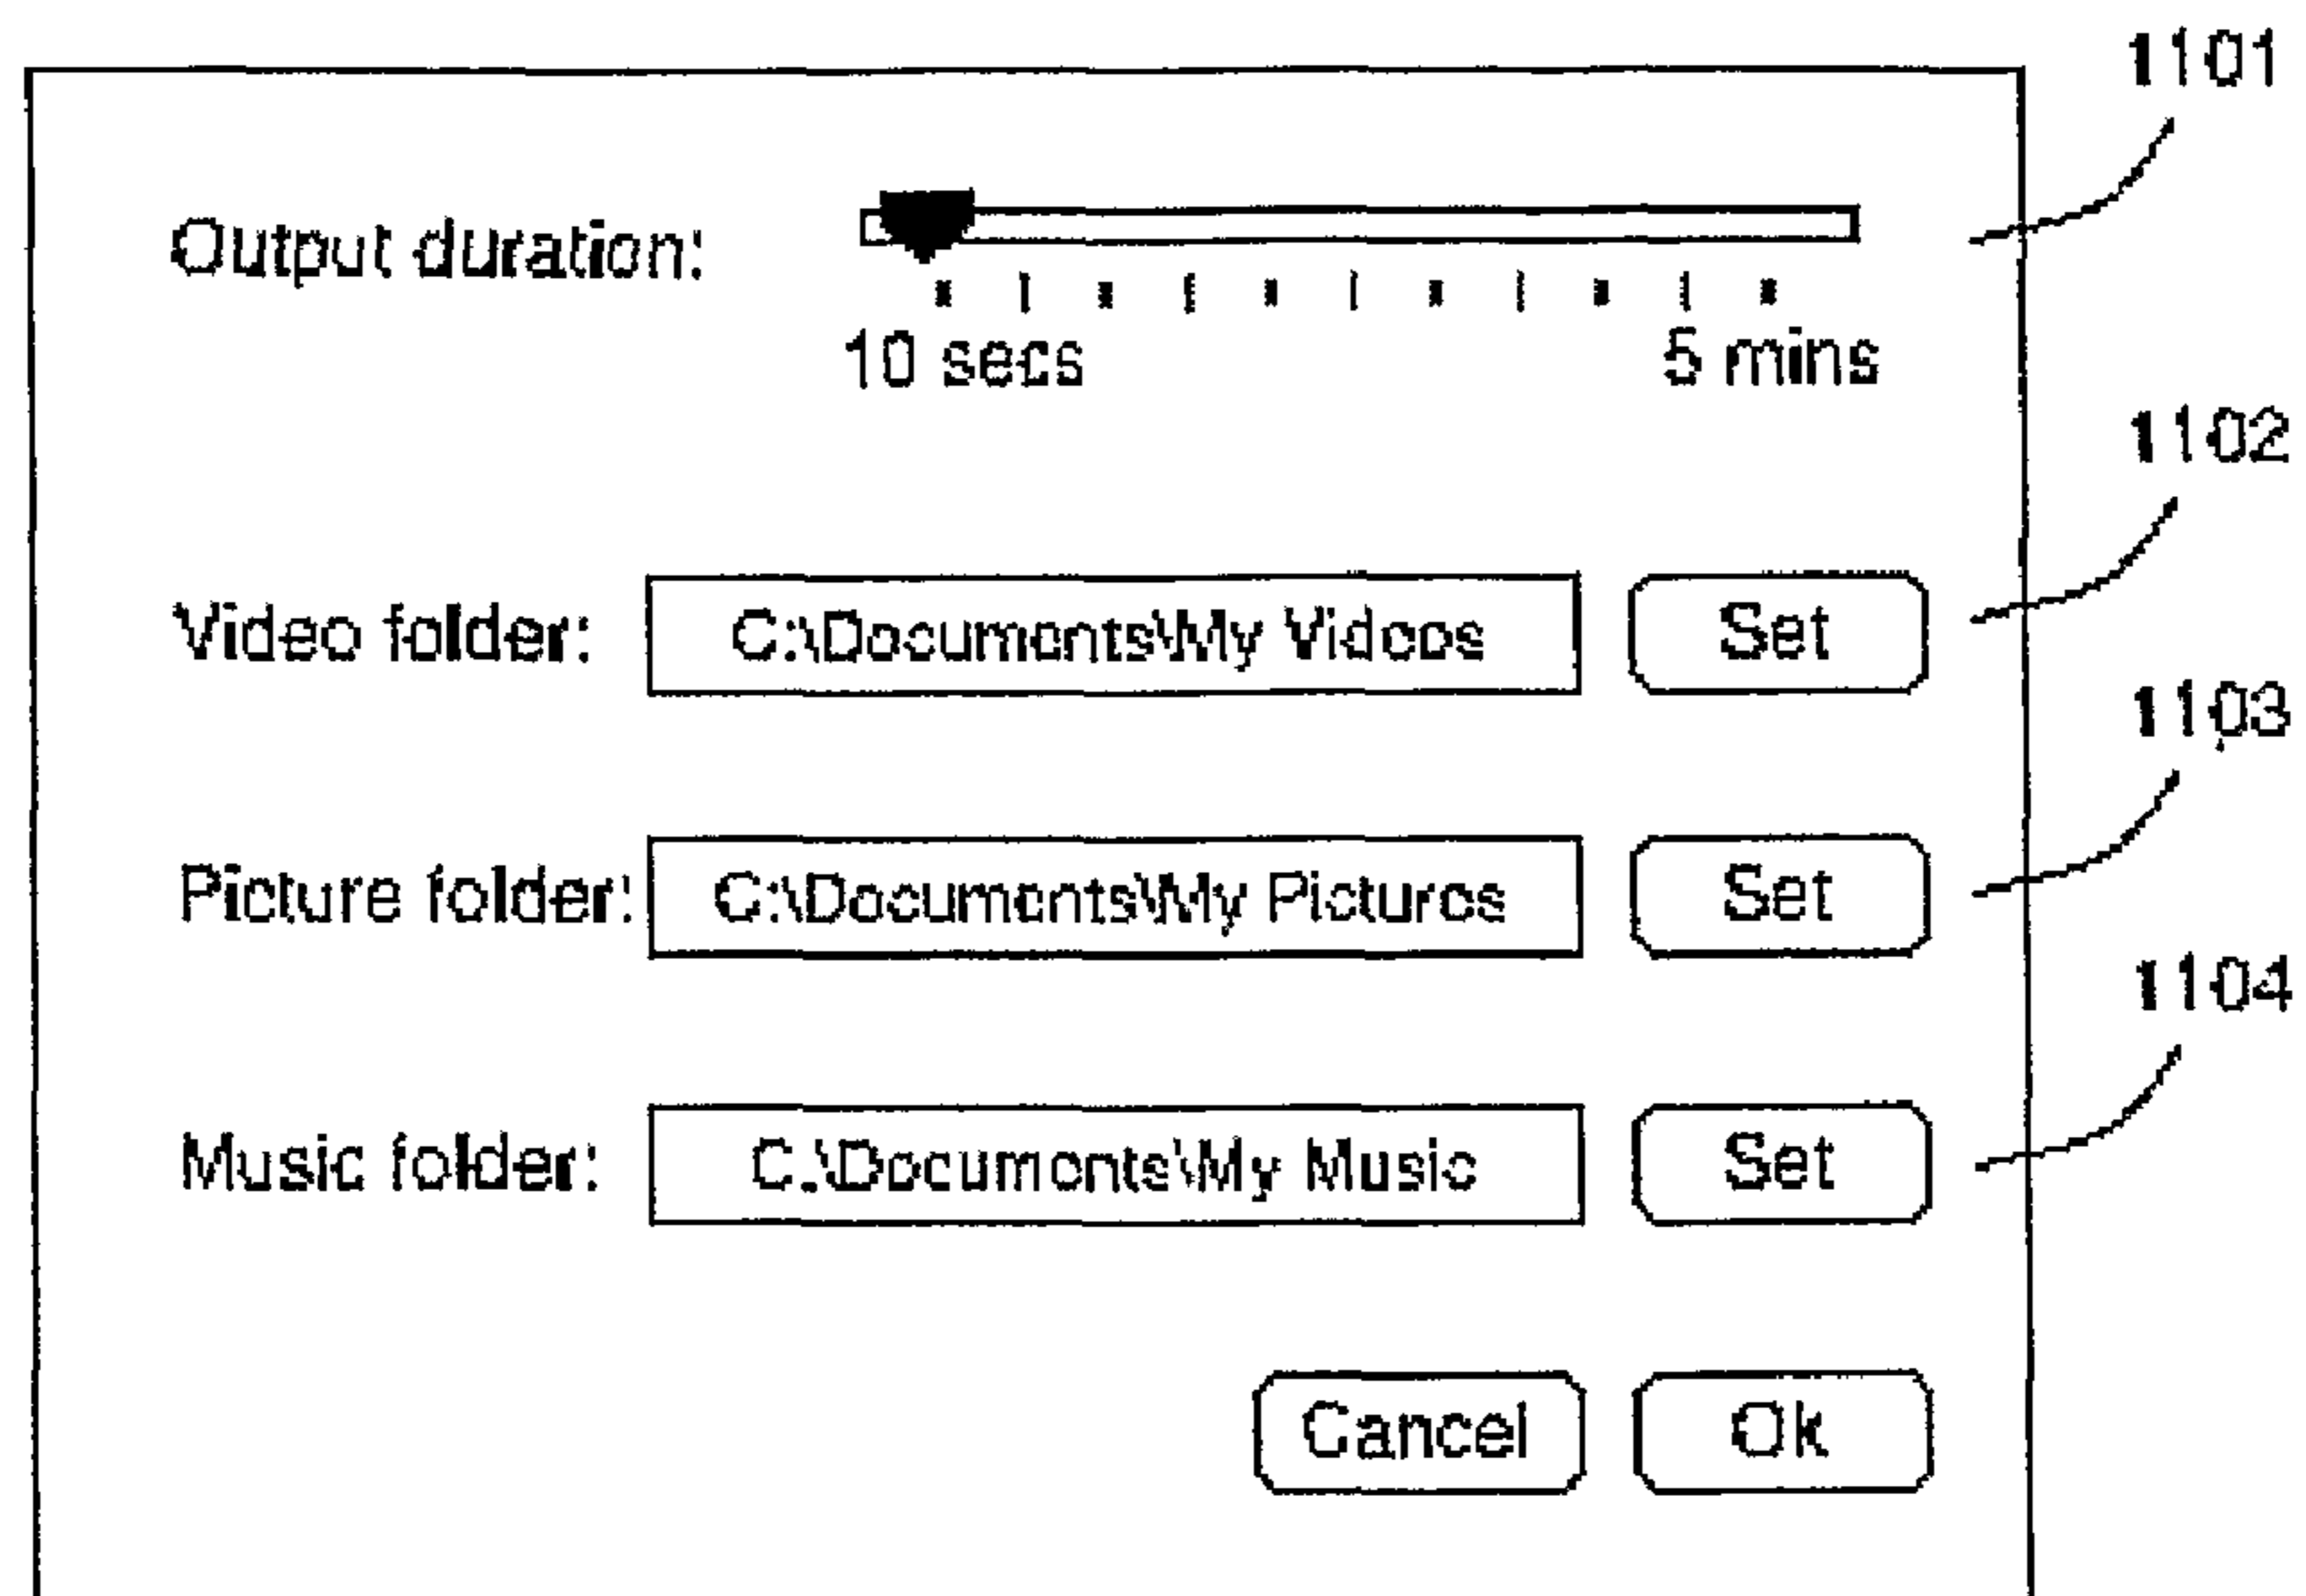 1101
Output duration:
10 secs 5 mins
1102
Video folder: C:\Documents\My Videos Set
1103
Picture folder: C:\Documents\My Pictures Set
1104
Music folder: C:\Documents\My Music Set
Cancel Ok